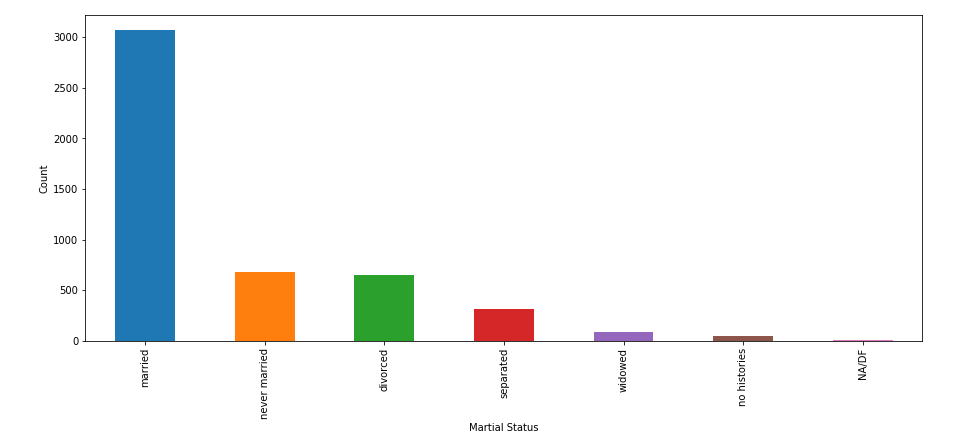 3000
2500
2000
1500
1000
500
0
Count
married
never married
divorced
separated
widowed
no histories
NA/DF
Martial Status